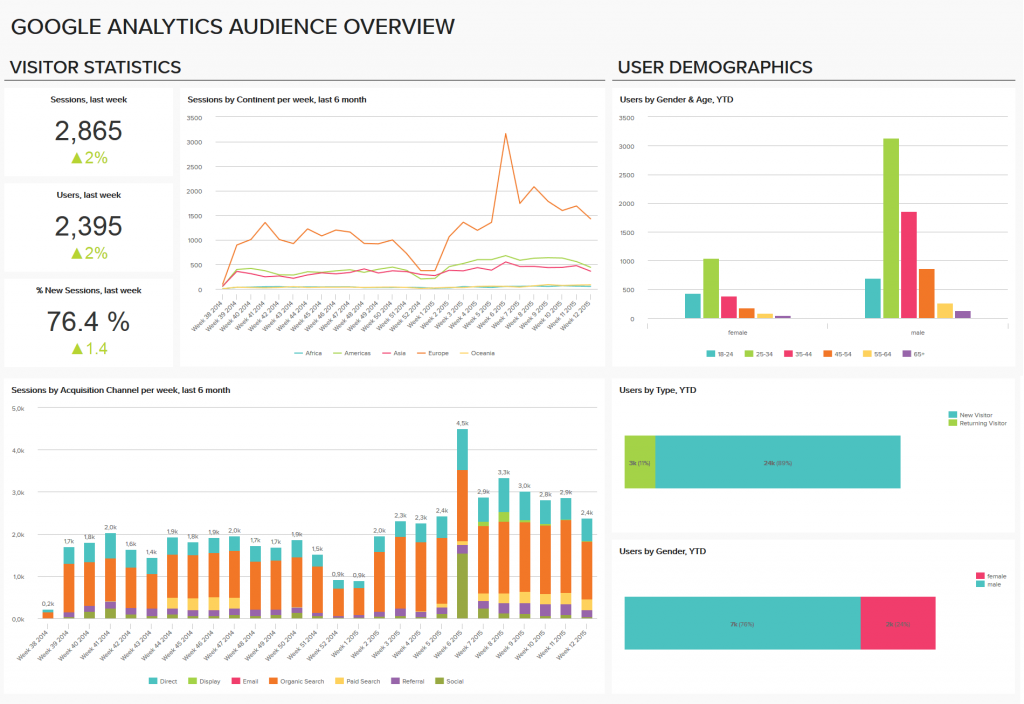 GOOGLE ANALYTICS AUDIENCE OVERVIEW
VISITOR STATISTICS
Sessions, last week
2,865
▲2%
Users, last week
2,395
▲2%
% New Sessions, last week
76.4 %
▲1.4
Sessions by Continent per week, last 6 month
3500
3000
2500
2000
1500
1000
500
0
Week 38 2014
Week 39 2014
Week 40 2014
Week 41 2014
Week 42 2014
Week 43 2014
Week 44 2014
Week 45 2014
Week 46 2014
Week 47 2014
Week 48 2014
Week 49 2014
Week 50 2014
Week 51 2014
Week 52 2014
Week 1 2015
Week 2 2015
Week 3 2015
Week 4 2015
Week 5 2015
Week 6 2015
Week 7 2015
Week 8 2015
Week 9 2015
Week 10 2015
Week 11 2015
Week 12 2015
Africa Americas Asia Europe Oceania
USER DEMOGRAPHICS
Users by Gender & Age, YTD
3500
3000
2500
2000
1500
1000
500
0
female male
18-24 25-34 35-44 45-54 55-64 65+
Sessions by Acquisition Channel per week, last 6 month
5,0k
4,0k
3,0k
2,0k
1,0k
0,0k
0,2k 1,7k 1,8k 2,0k 1,6k 1,4k 1,9k 1,8k 1,9k 2,0k 1,7k 1,7k 1,9k 1,5k 0,9k 0,9k 2,0k 2,3k 2,3k 2,4k 4,5k 2,9k 3,3k 3,0k 2,8k 2,9k 2,4k
Week 38 2014
Week 39 2014
Week 40 2014
Week 41 2014
Week 42 2014
Week 43 2014
Week 44 2014
Week 45 2014
Week 46 2014
Week 47 2014
Week 48 2014
Week 49 2014
Week 50 2014
Week 51 2014
Week 52 2014
Week 1 2015
Week 2 2015
Week 3 2015
Week 4 2015
Week 5 2015
Week 6 2015
Week 7 2015
Week 8 2015
Week 9 2015
Week 10 2015
Week 11 2015
Week 12 2015
Direct Display Email Organic Search Paid Search Referral Social
Users by Type, YTD
New Visitor
Returning Visitor
3k (11%) 24k (89%)
Users by Gender, YTD
female
male
7k (76%)